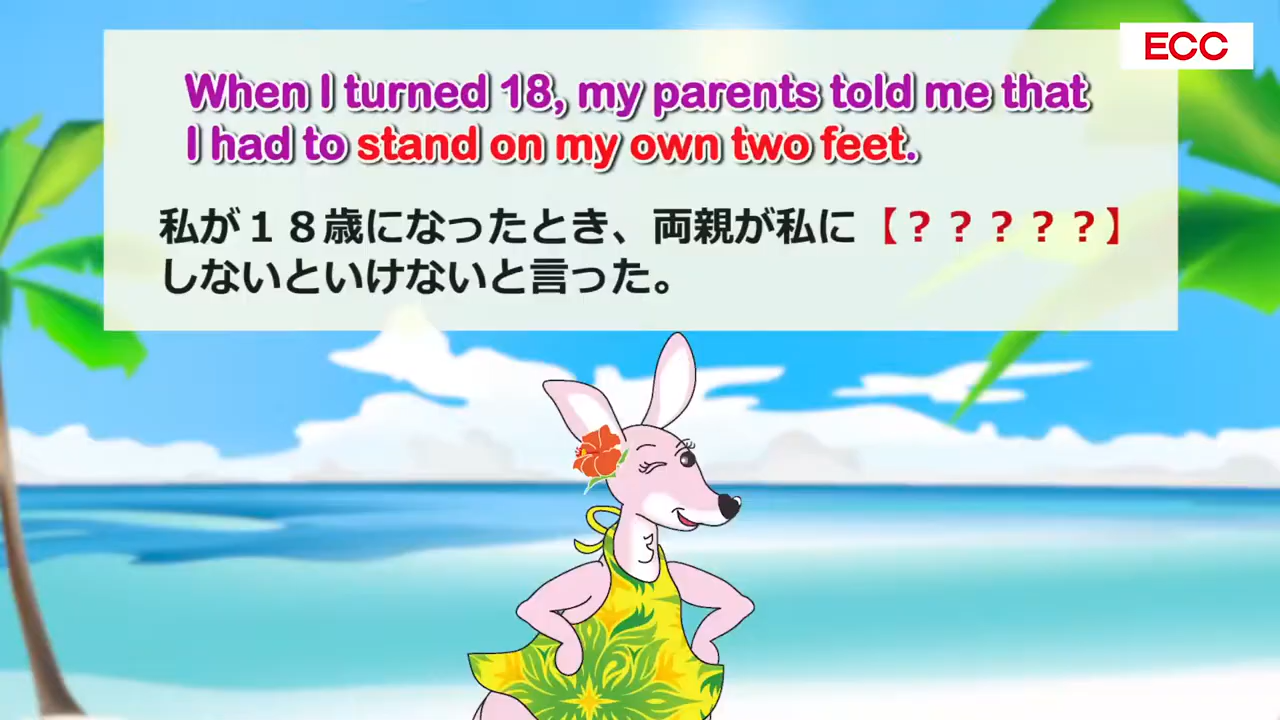 ECC
When I turned 18, my parents told me that
I had to stand on my own two feet.
私が１８歳になったとき、両親が私に【？？？？？】
しないといけないと言った。